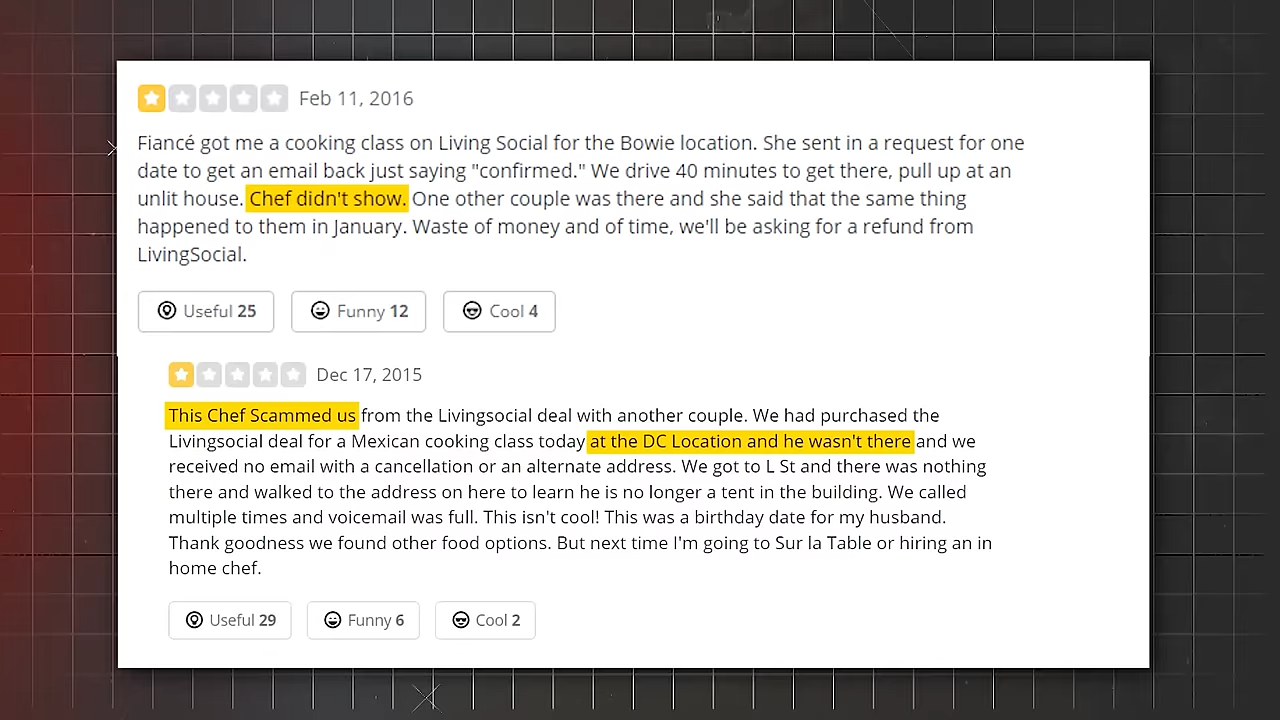 Feb 11, 2016
Fiancé got me a cooking class on Living Social for the Bowie location. She sent in a request for one
date to get an email back just saying "confirmed." We drive 40 minutes to get there, pull up at an
unlit house. Chef didn't show. One other couple was there and she said that the same thing
happened to them in January. Waste of money and of time, we'll be asking for a refund from
LivingSocial.
Useful 25 Funny 12 Cool 4
Dec 17, 2015
This Chef Scammed us from the Livingsocial deal with another couple. We had purchased the
Livingsocial deal for a Mexican cooking class today at the DC Location and he wasn't there and we
received no email with a cancellation or an alternate address. We got to L St and there was nothing
there and walked to the address on here to learn he is no longer a tent in the building. We called
multiple times and voicemail was full. This isn't cool! This was a birthday date for my husband.
Thank goodness we found other food options. But next time I'm going to Sur la Table or hiring an in
home chef.
Useful 29 Funny 6 Cool 2